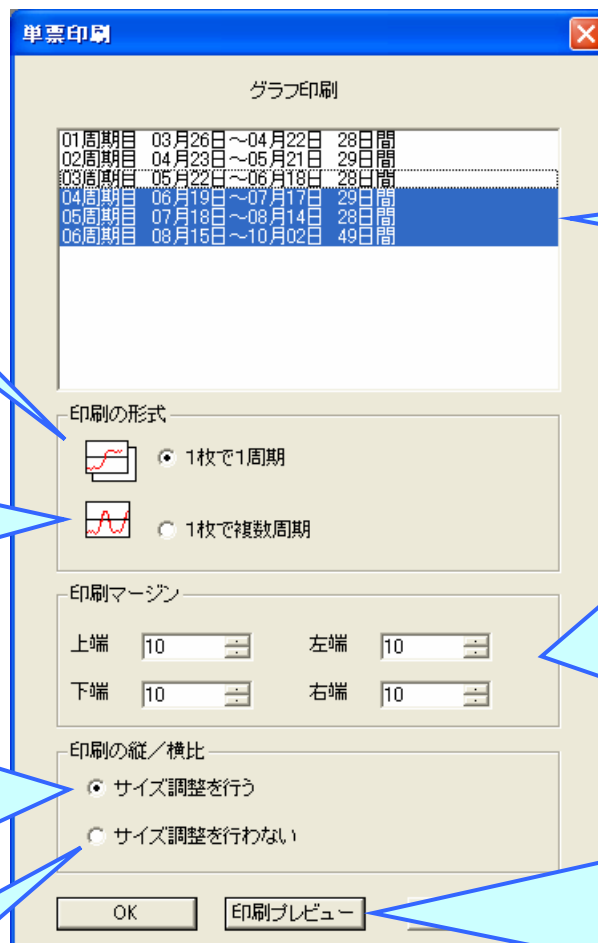 単票印刷
グラフ印刷
01周期目 03月26日～04月22日 28日間
02周期目 04月23日～05月21日 29日間
03周期目 05月22日～06月18日 28日間
04周期目 06月19日～07月17日 29日間
05周期目 07月18日～08月14日 28日間
06周期目 08月15日～10月02日 49日間
印刷の形式
1枚で1周期
1枚で複数周期
印刷マージン
上端 10 左端 10
下端 10 右端 10
印刷の縦／横比
サイズ調整を行う
サイズ調整を行わない
OK 印刷プレビュー